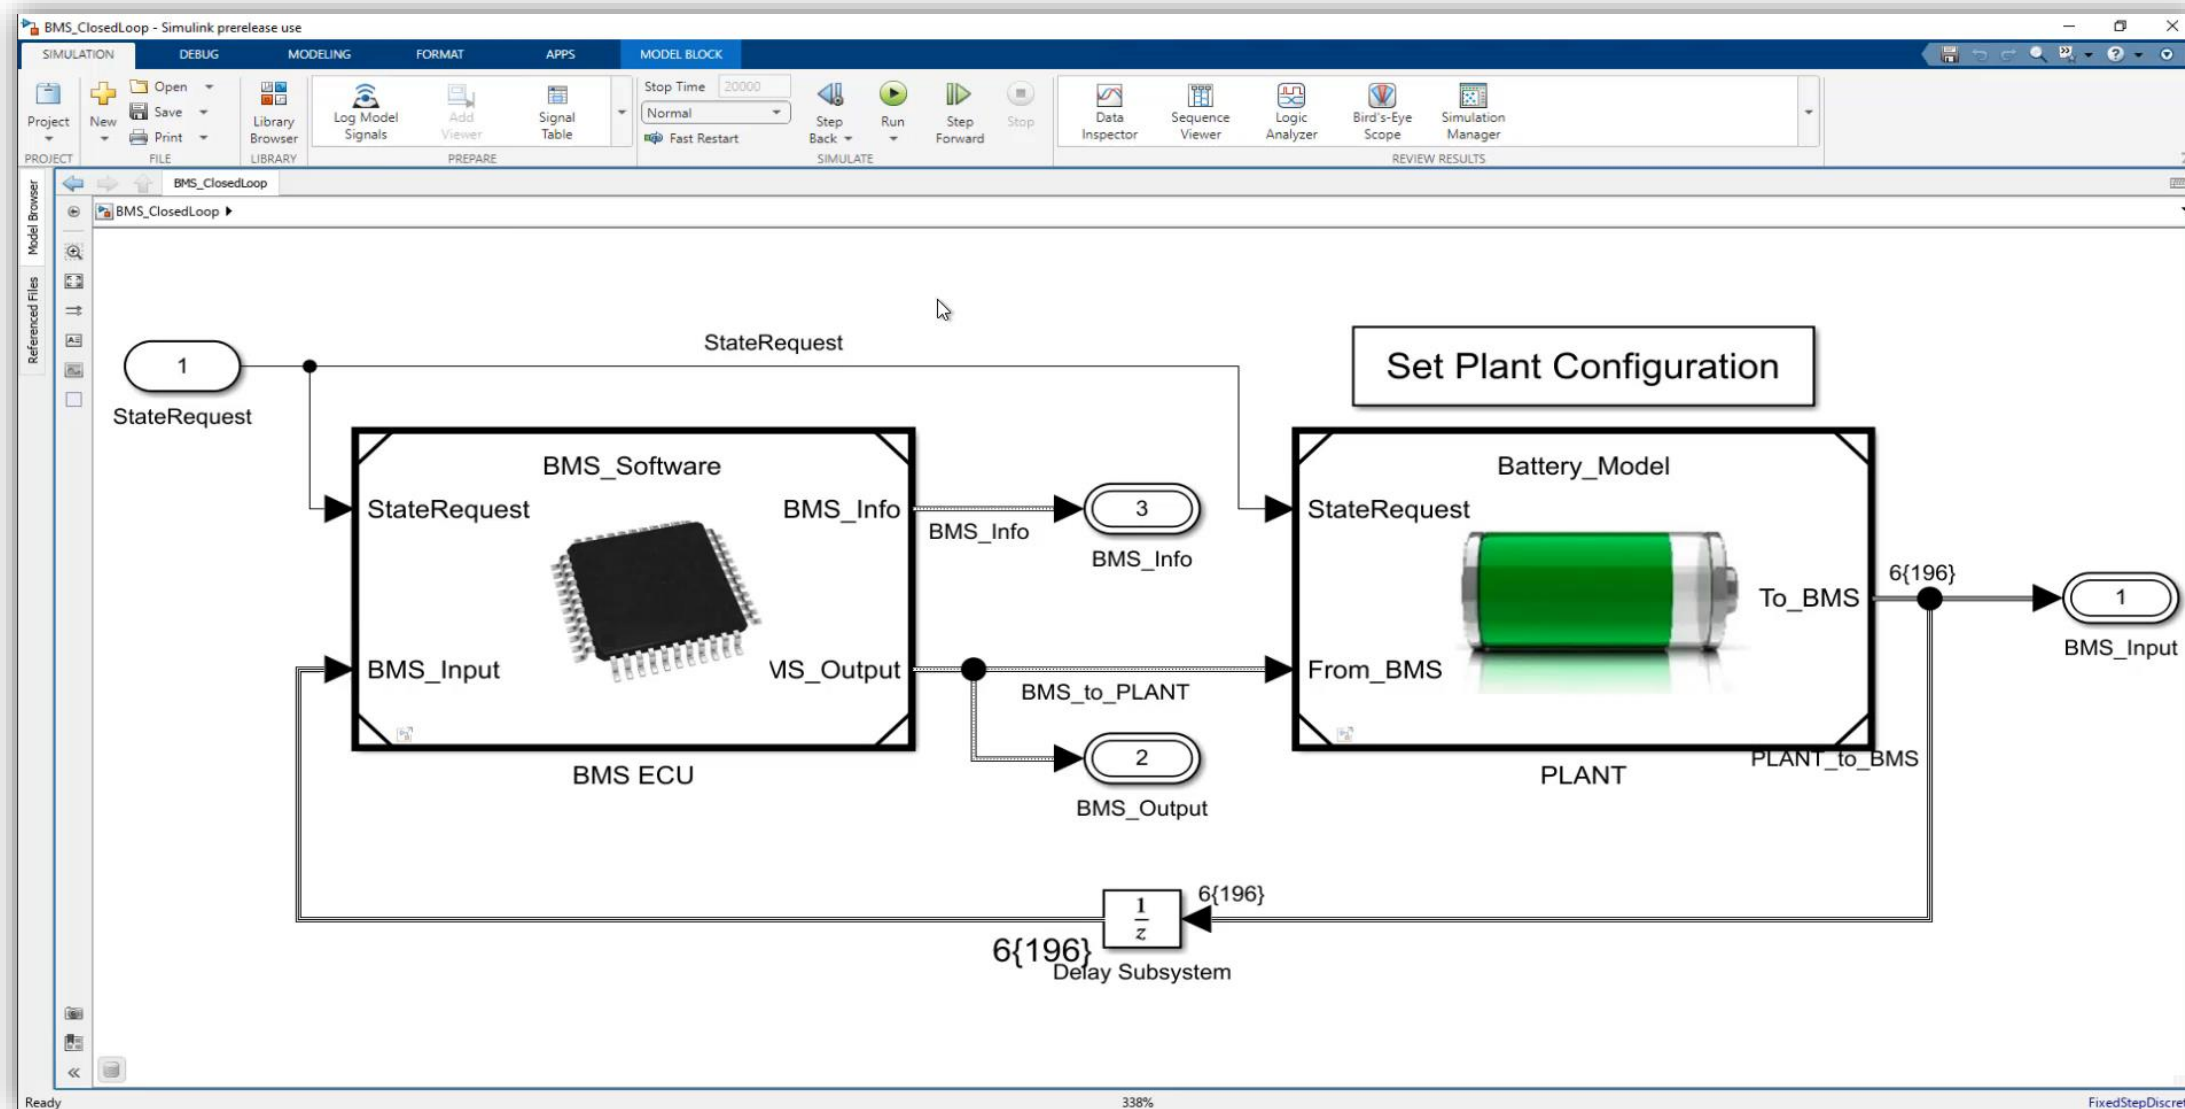 BMS_ClosedLoop - Simulink prerelease use
SIMULATION DEBUG MODELING FORMAT APPS MODEL BLOCK
Project
New
Open
Save
Print
Library Browser
Log Model Signals
Add Viewer
Signal Table
Stop Time 20000
Normal
Fast Restart
Step Back
Run
Step Forward
Stop
Data Inspector
Sequence Viewer
Logic Analyzer
Bird's-Eye Scope
Simulation Manager
PROJECT FILE LIBRARY PREPARE SIMULATE REVIEW RESULTS
Model Browser
Referenced Files
BMS_ClosedLoop
BMS_ClosedLoop
StateRequest
1
StateRequest
Set Plant Configuration
BMS_Software
StateRequest
BMS_Info
BMS_Input
MS_Output
BMS ECU
BMS_Info
3
BMS_Info
BMS_to_PLANT
2
BMS_Output
Battery_Model
StateRequest
To_BMS
From_BMS
PLANT
PLANT_to_BMS
6{196}
1
BMS_Input
1
z
6{196}
6{196}
Delay Subsystem
Ready
338%
FixedStepDiscret